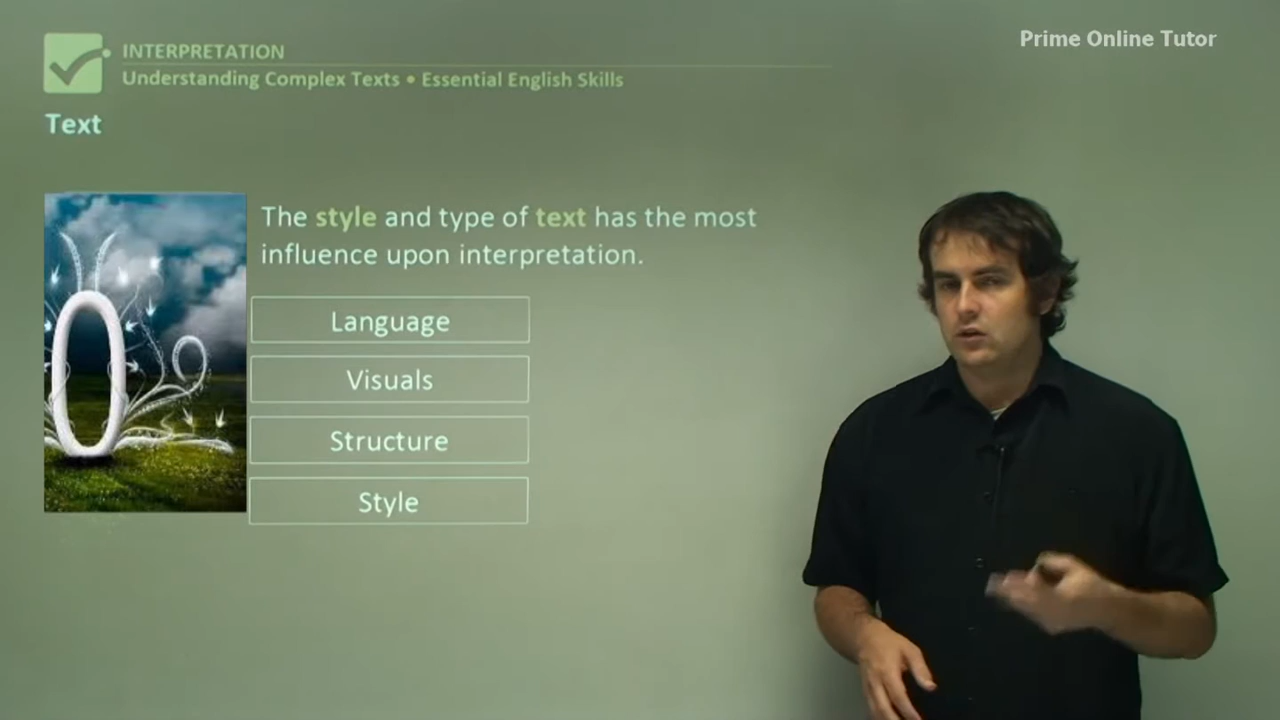 Prime Online Tutor
INTERPRETATION
Understanding Complex Texts • Essential English Skills
Text
The style and type of text has the most
influence upon interpretation.
Language
Visuals
Structure
Style